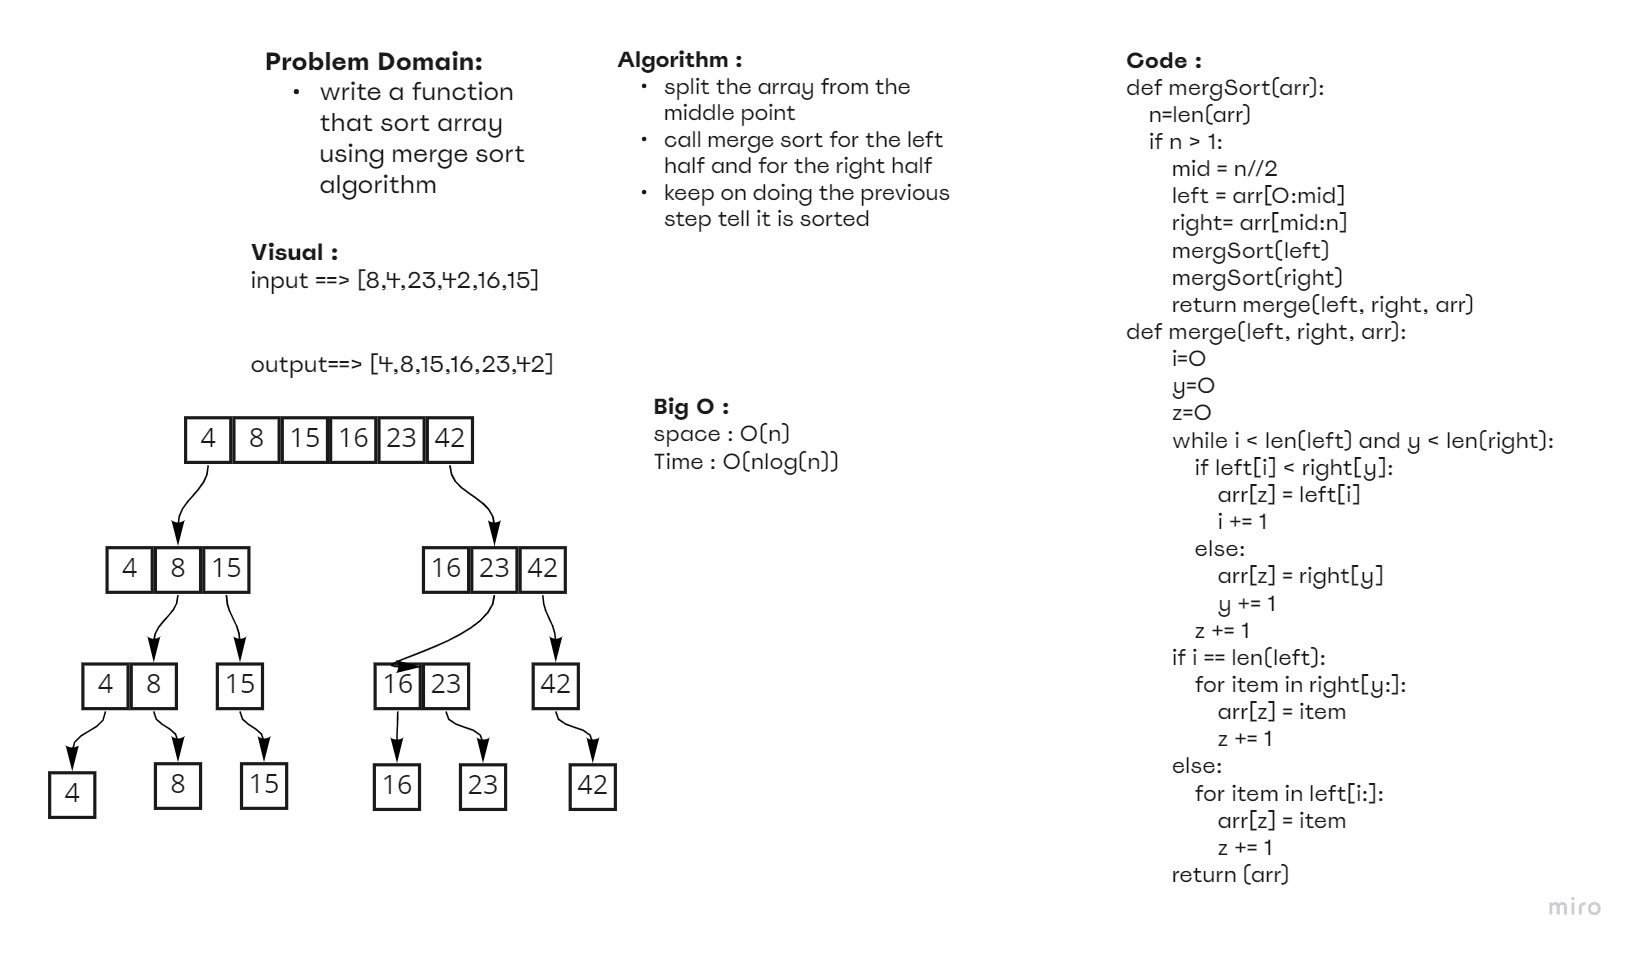 Problem Domain:
• write a function
that sort array
using merge sort
algorithm
Visual :
input ==> [8,4,23,42,16,15]
output==> [4,8,15,16,23,42]
4 8 15 16 23 42
4 8 15 16 23 42
4 8 15 16 23 42
4 8 15 16 23 42
Algorithm :
• split the array from the
middle point
• call merge sort for the left
half and for the right half
• keep on doing the previous
step tell it is sorted
Big O :
space : O(n)
Time : O(nlog(n))
Code :
def mergSort(arr):
n=len(arr)
if n > 1:
mid = n//2
left = arr[0:mid]
right= arr[mid:n]
mergSort(left)
mergSort(right)
return merge(left, right, arr)
def merge(left, right, arr):
i=0
y=0
z=0
while i < len(left) and y < len(right):
if left[i] < right[y]:
arr[z] = left[i]
i += 1
else:
arr[z] = right[y]
y += 1
z += 1
if i == len(left):
for item in right[y:]:
arr[z] = item
z += 1
else:
for item in left[i:]:
arr[z] = item
z += 1
return (arr)
miro